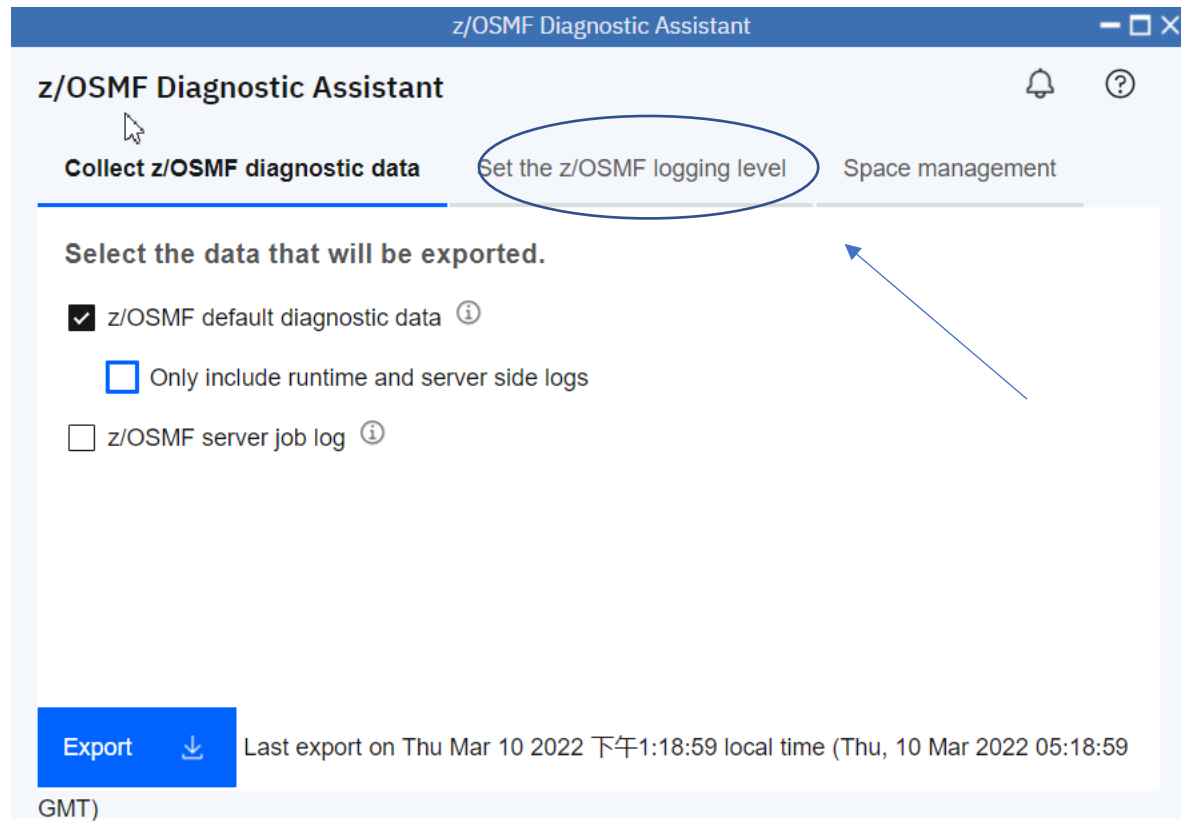 z/OSMF Diagnostic Assistant
z/OSMF Diagnostic Assistant
Collect z/OSMF diagnostic data
Set the z/OSMF logging level
Space management
Select the data that will be exported.
z/OSMF default diagnostic data
Only include runtime and server side logs
z/OSMF server job log
Export
Last export on Thu Mar 10 2022 下午1:18:59 local time (Thu, 10 Mar 2022 05:18:59
GMT)